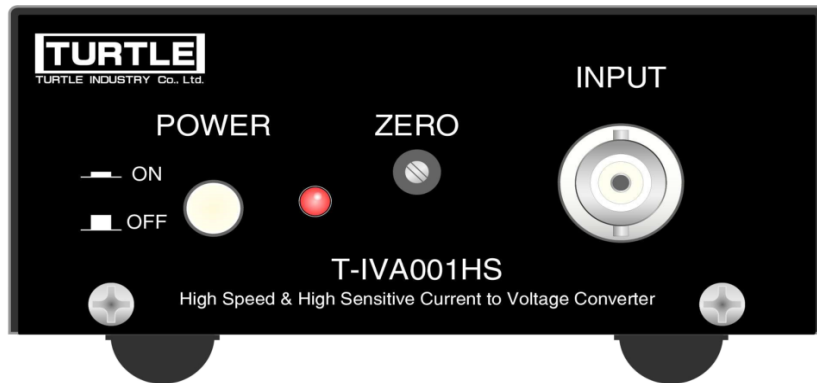 TURTLE
TURTLE INDUSTRY Co., Ltd.
INPUT
POWER
ZERO
ON
OFF
T-IVA001HS
High Speed & High Sensitive Current to Voltage Converter